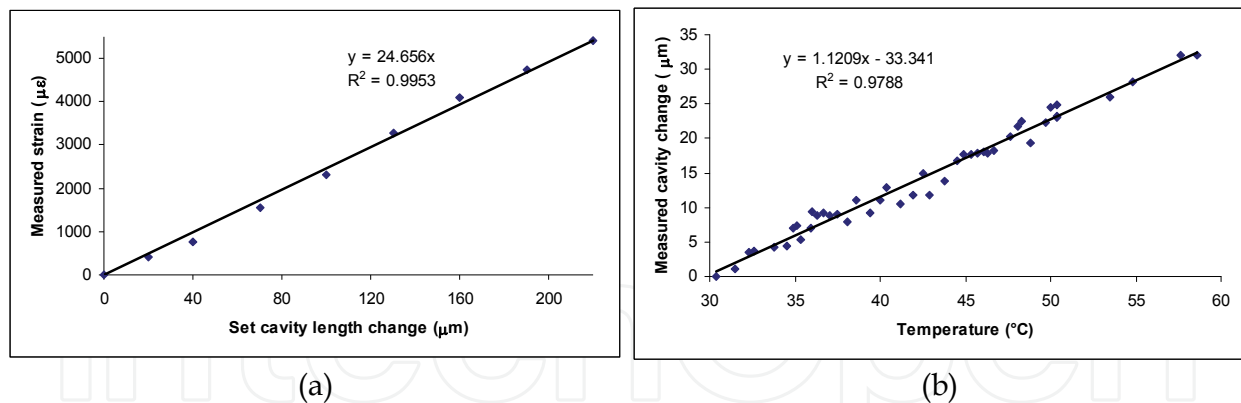 y = 24.656x
R² = 0.9953
Measured strain (με)
5000
4000
3000
2000
1000
0
0 40 80 120 160 200
Set cavity length change (μm)
(a)
y = 1.1209x - 33.341
R² = 0.9788
Measured cavity change ( μm)
35
30
25
20
15
10
5
0
30 35 40 45 50 55 60
Temperature (°C)
(b)
intechopen